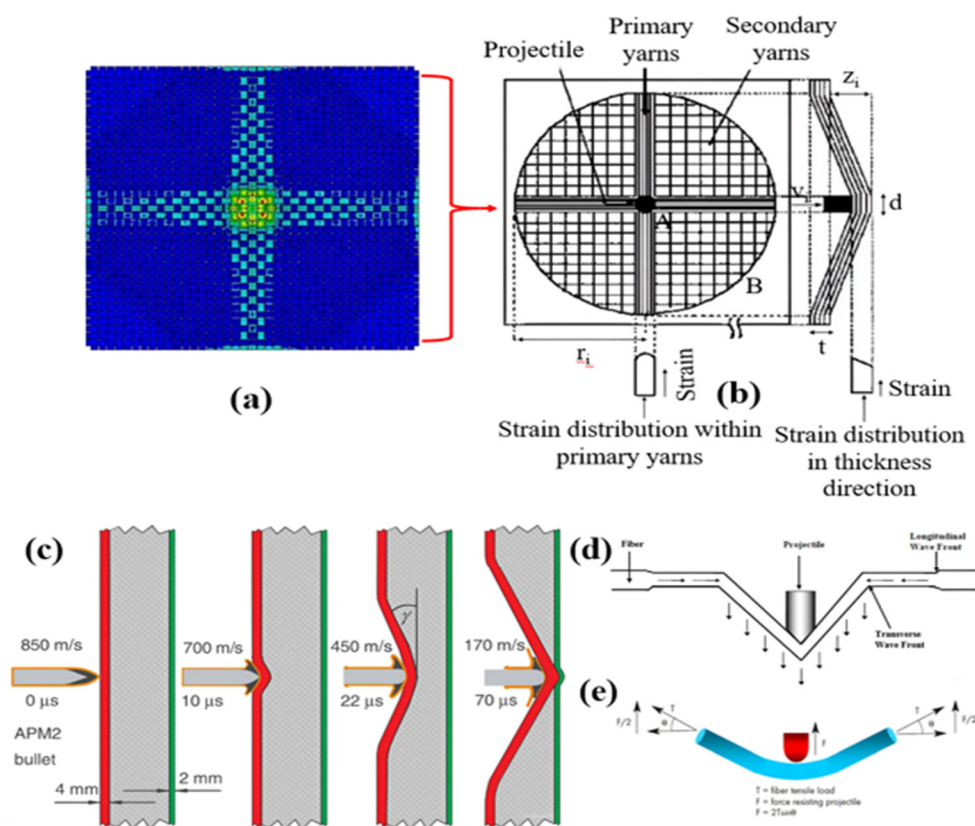 (a)
Projectile
Primary
yarns
Secondary
yarns
A
B
V
d
t
zᵢ
rᵢ
Strain
(b)
Strain
Strain distribution within
primary yarns
Strain distribution
in thickness
direction
(c)
850 m/s
0 µs
APM2
bullet
4 mm
2 mm
700 m/s
10 µs
450 m/s
22 µs
γ
170 m/s
70 µs
(d)
Fiber
Projectile
Longitudinal
Wave Front
Transverse
Wave Front
(e)
F/2
T
θ
F
T
θ
F/2
T = fiber tensile load
F = force resisting projectile
F = 2Tsinθ